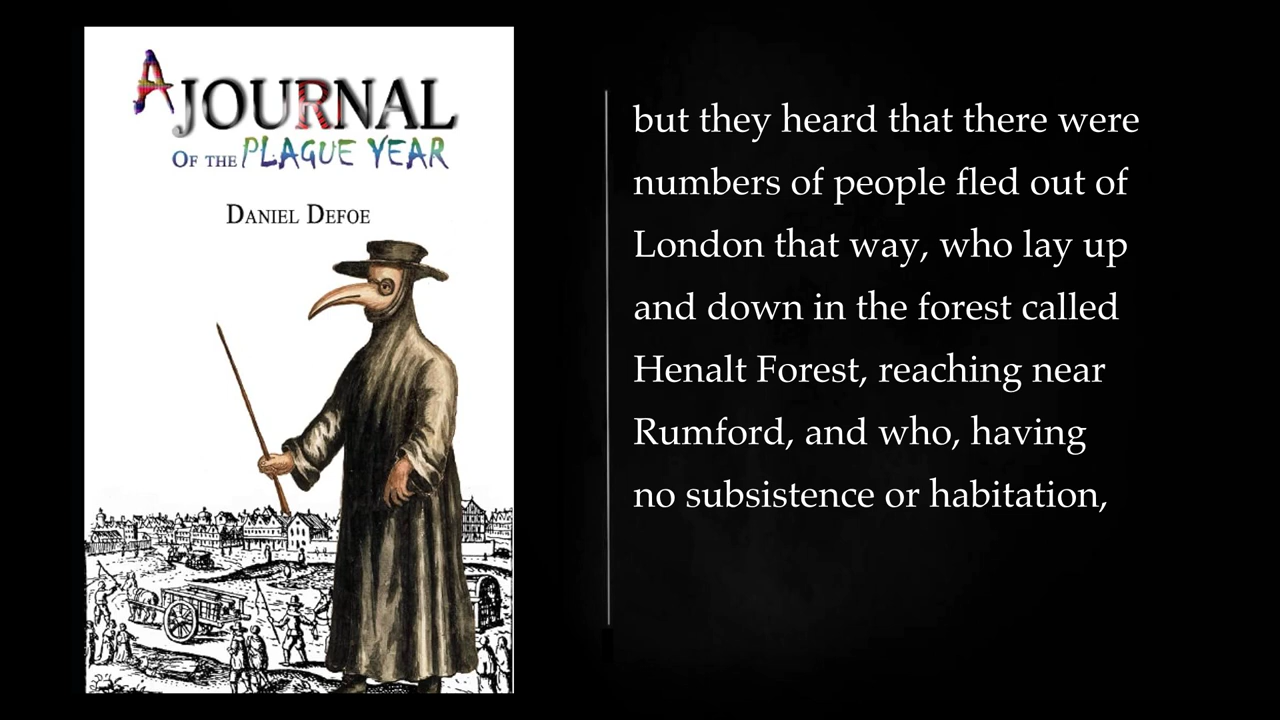 A JOURNAL
OF THE PLAGUE YEAR
DANIEL DEFOE
but they heard that there were
numbers of people fled out of
London that way, who lay up
and down in the forest called
Henalt Forest, reaching near
Rumford, and who, having
no subsistence or habitation,